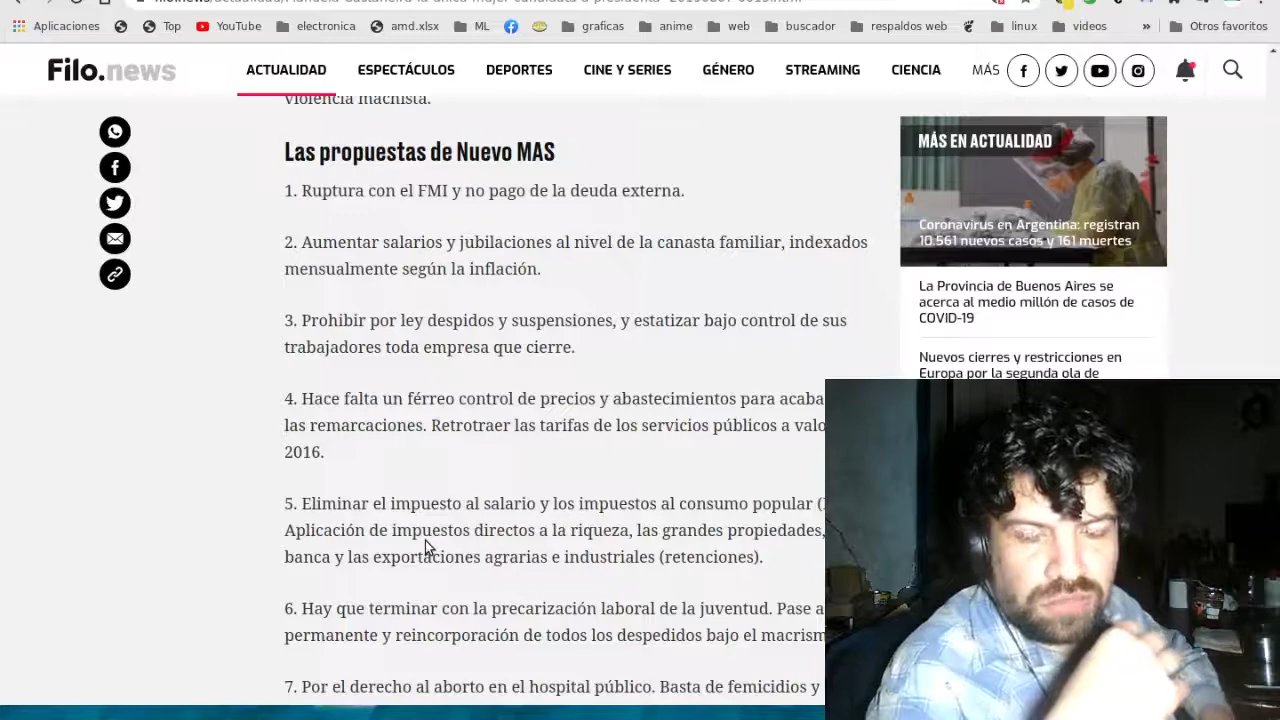 Aplicaciones Top YouTube electronica amd.xlsx ML graficas anime web buscador respaldos web linux videos » Otros favoritos
Filo.news ACTUALIDAD ESPECTÁCULOS DEPORTES CINE Y SERIES GÉNERO STREAMING CIENCIA MÁS
violencia machista.
Las propuestas de Nuevo MAS
1. Ruptura con el FMI y no pago de la deuda externa.
2. Aumentar salarios y jubilaciones al nivel de la canasta familiar, indexados
mensualmente según la inflación.
3. Prohibir por ley despidos y suspensiones, y estatizar bajo control de sus
trabajadores toda empresa que cierre.
4. Hace falta un férreo control de precios y abastecimientos para acaba
las remarcaciones. Retrotraer las tarifas de los servicios públicos a valo
2016.
5. Eliminar el impuesto al salario y los impuestos al consumo popular (
Aplicación de impuestos directos a la riqueza, las grandes propiedades,
banca y las exportaciones agrarias e industriales (retenciones).
6. Hay que terminar con la precarización laboral de la juventud. Pase a
permanente y reincorporación de todos los despedidos bajo el macrism
7. Por el derecho al aborto en el hospital público. Basta de femicidios y
MÁS EN ACTUALIDAD
Coronavirus en Argentina: registran
10.561 nuevos casos y 161 muertes
La Provincia de Buenos Aires se
acerca al medio millón de casos de
COVID-19
Nuevos cierres y restricciones en
Europa por la segunda ola de